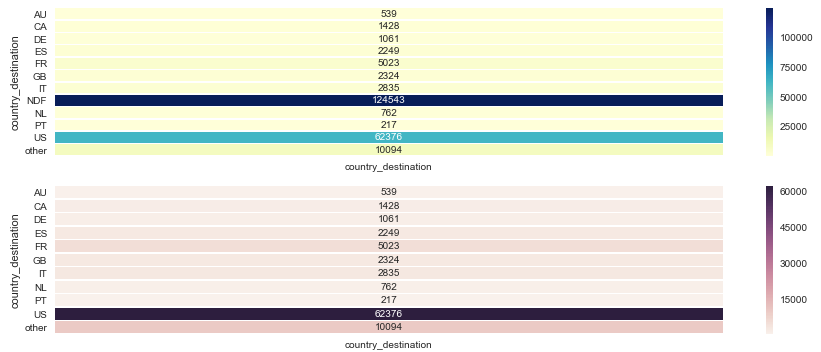 country_destination
AU 539
CA 1428
DE 1061
ES 2249
FR 5023
GB 2324
IT 2835
NDF 124543
NL 762
PT 217
US 62376
other 10094
country_destination
100000
75000
50000
25000
country_destination
AU 539
CA 1428
DE 1061
ES 2249
FR 5023
GB 2324
IT 2835
NL 762
PT 217
US 62376
other 10094
country_destination
60000
45000
30000
15000